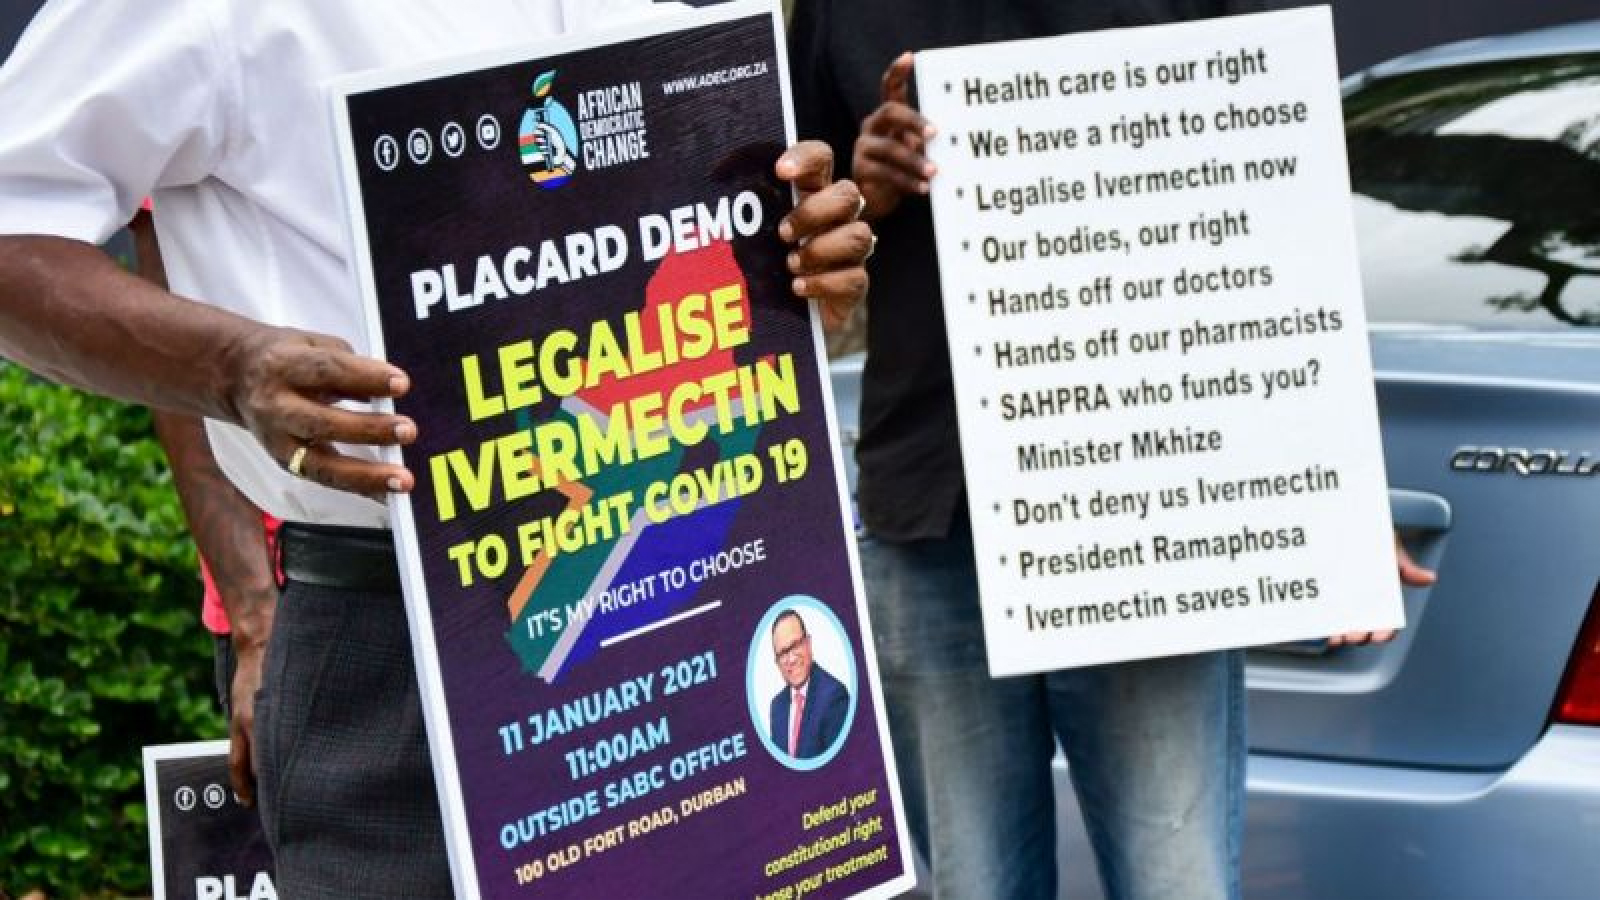 AFRICAN
DEMOCRATIC
CHANGE
WWW.ADEC.ORG.ZA
PLACARD DEMO
LEGALISE
IVERMECTIN
TO FIGHT COVID 19
IT'S MY RIGHT TO CHOOSE
11 JANUARY 2021
11:00AM
OUTSIDE SABC OFFICE
100 OLD FORT ROAD, DURBAN
Defend your
constitutional right
your treatment
* Health care is our right
* We have a right to choose
* Legalise Ivermectin now
* Our bodies, our right
* Hands off our doctors
* Hands off our pharmacists
* SAHPRA who funds you?
Minister Mkhize
* Don't deny us Ivermectin
* President Ramaphosa
* Ivermectin saves lives
COROLLA
PLA